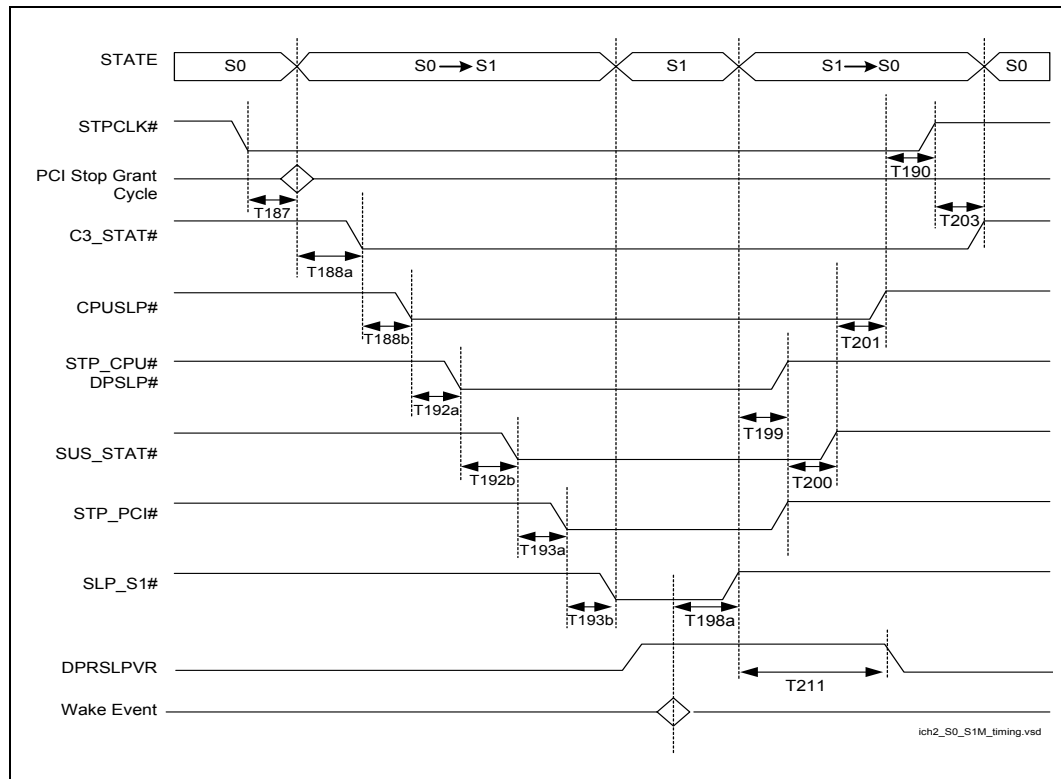 STATE
S0
S0 → S1
S1
S1 → S0
S0
STPCLK#
T190
PCI Stop Grant
Cycle
T187
T203
C3_STAT#
T188a
CPUSLP#
T188b
T201
STP_CPU#
DPSLP#
T192a
T199
SUS_STAT#
T192b
T200
STP_PCI#
T193a
SLP_S1#
T193b
T198a
DPRSLPVR
T211
Wake Event
ich2_S0_S1M_timing.vsd